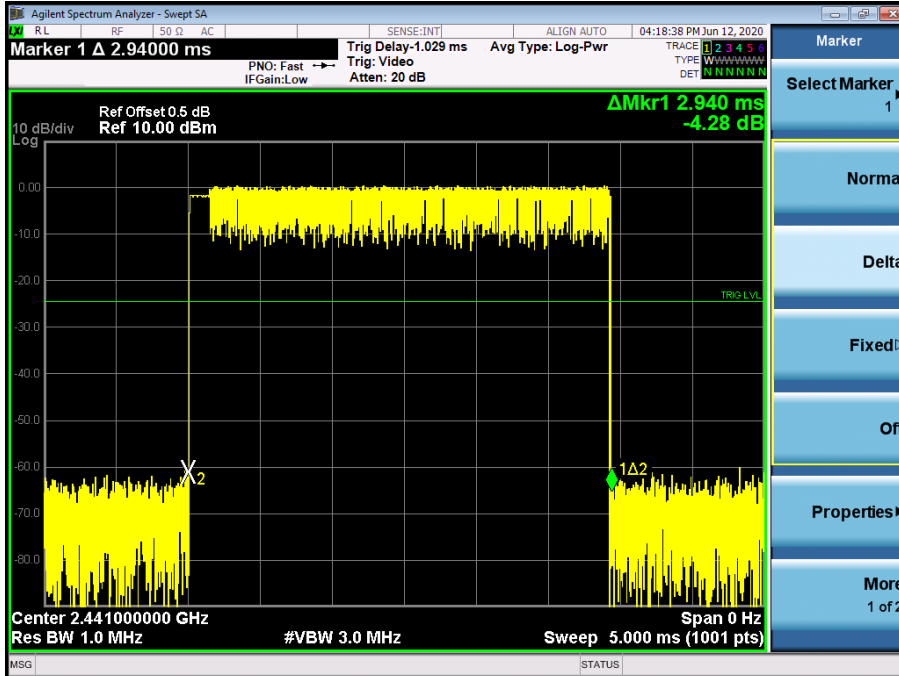 Agilent Spectrum Analyzer - Swept SA
LXI RL RF 50 Ω AC SENSE:INT ALIGN AUTO 04:18:38 PM Jun 12, 2020
Marker 1 Δ 2.94000 ms
PNO: Fast
IFGain:Low
Trig Delay-1.029 ms
Trig: Video
Atten: 20 dB
Avg Type: Log-Pwr
TRACE 1 2 3 4 5 6
TYPE WWWWWW
DET N N N N N N
Ref Offset 0.5 dB
10 dB/div Ref 10.00 dBm
Log
ΔMkr1 2.940 ms
-4.28 dB
0.00
-10.0
-20.0
TRIG LVL
-30.0
-40.0
-50.0
-60.0
2
1Δ2
-70.0
-80.0
Center 2.441000000 GHz Span 0 Hz
Res BW 1.0 MHz #VBW 3.0 MHz Sweep 5.000 ms (1001 pts)
MSG STATUS
Marker
Select Marker
1
Norma
Delta
Fixed
Of
Properties
More
1 of 2